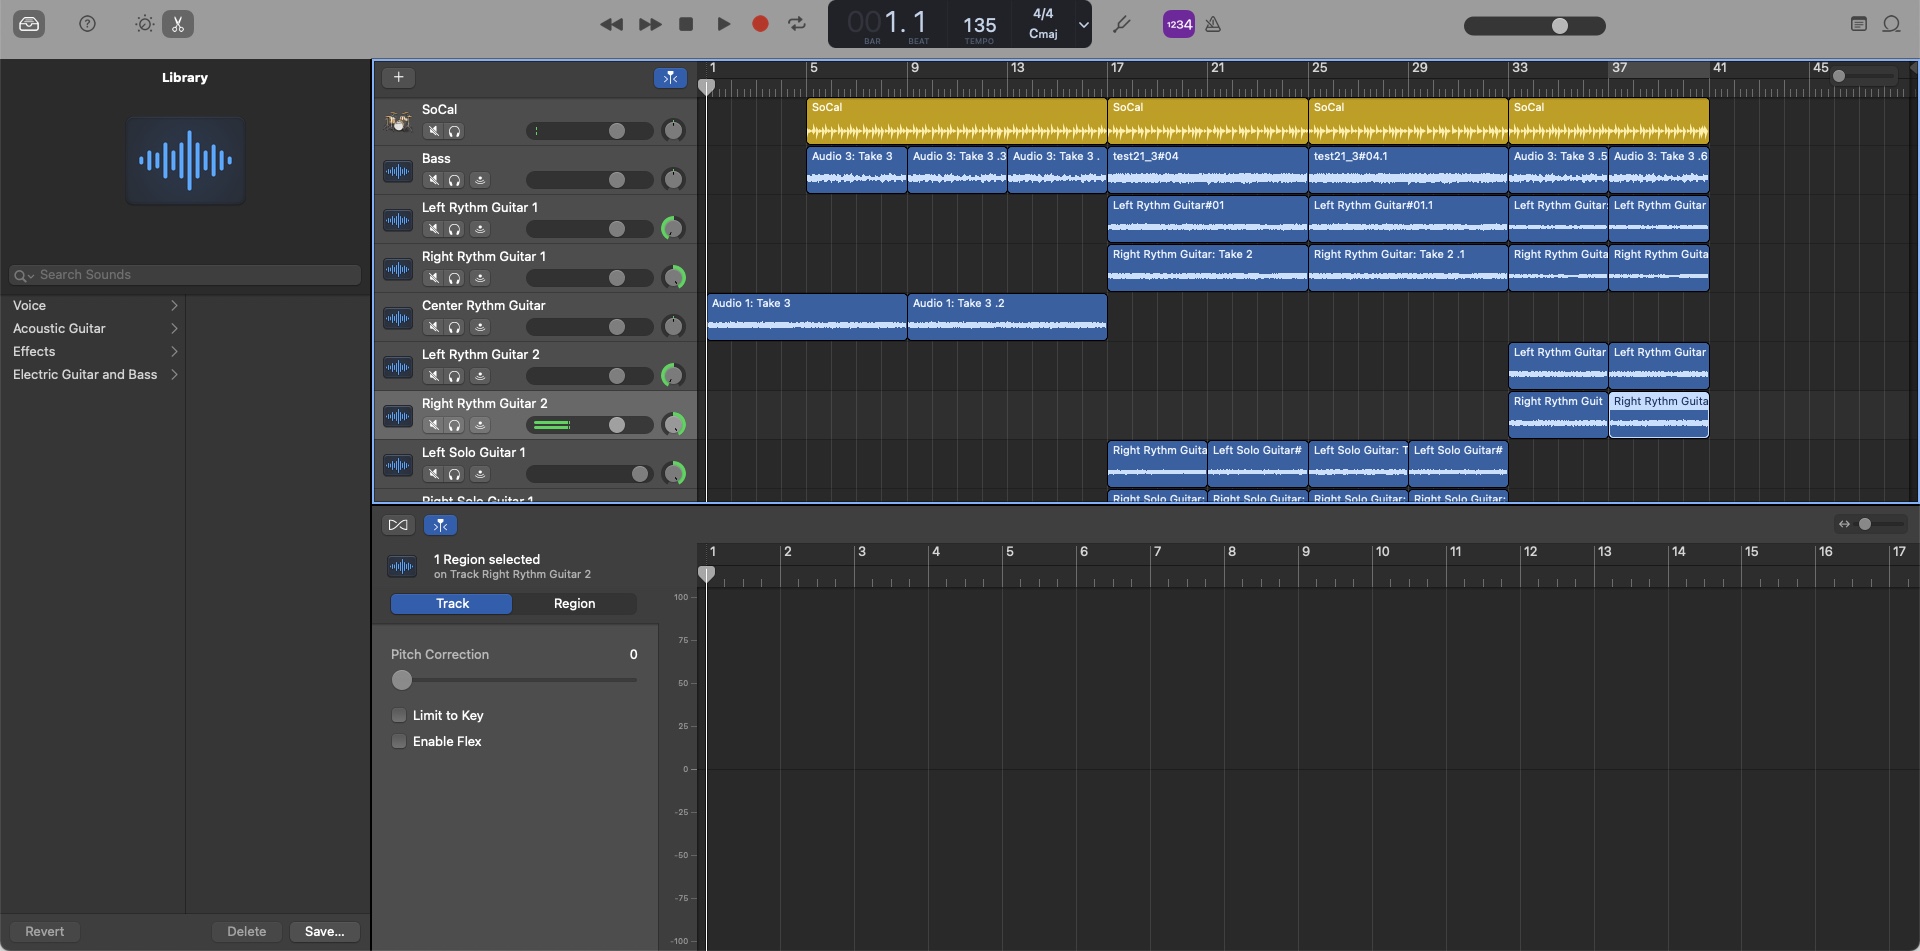 001. 1
BAR
BEAT
135
TEMPO
4/4
Cmaj
1234
Library
Search Sounds
Voice
Acoustic Guitar
Effects
Electric Guitar and Bass
Revert
Delete
Save...
+
1 5 9 13 17 21 25 29 33 37 41 45
SoCal
SoCal SoCal SoCal SoCal
Bass
Audio 3: Take 3 Audio 3: Take 3 .3 Audio 3: Take 3 . test21_3#04 test21_3#04.1 Audio 3: Take 3 .5 Audio 3: Take 3 .6
Left Rythm Guitar 1
Left Rythm Guitar#01 Left Rythm Guitar#01.1 Left Rythm Guitar: Left Rythm Guitar
Right Rythm Guitar 1
Right Rythm Guitar: Take 2 Right Rythm Guitar: Take 2 .1 Right Rythm Guita Right Rythm Guita
Center Rythm Guitar
Audio 1: Take 3 Audio 1: Take 3 .2
Left Rythm Guitar 2
Left Rythm Guitar Left Rythm Guitar
Right Rythm Guitar 2
Right Rythm Guit Right Rythm Guita
Left Solo Guitar 1
Right Rythm Guita Left Solo Guitar# Left Solo Guitar: T Left Solo Guitar#
Right Solo Guitar 1
Right Solo Guitar: Right Solo Guitar: Right Solo Guitar: Right Solo Guitar:
1 Region selected
on Track Right Rythm Guitar 2
Track
Region
Pitch Correction 0
Limit to Key
Enable Flex
1 2 3 4 5 6 7 8 9 10 11 12 13 14 15 16 17
100
75
50
25
0
-25
-50
-75
-100